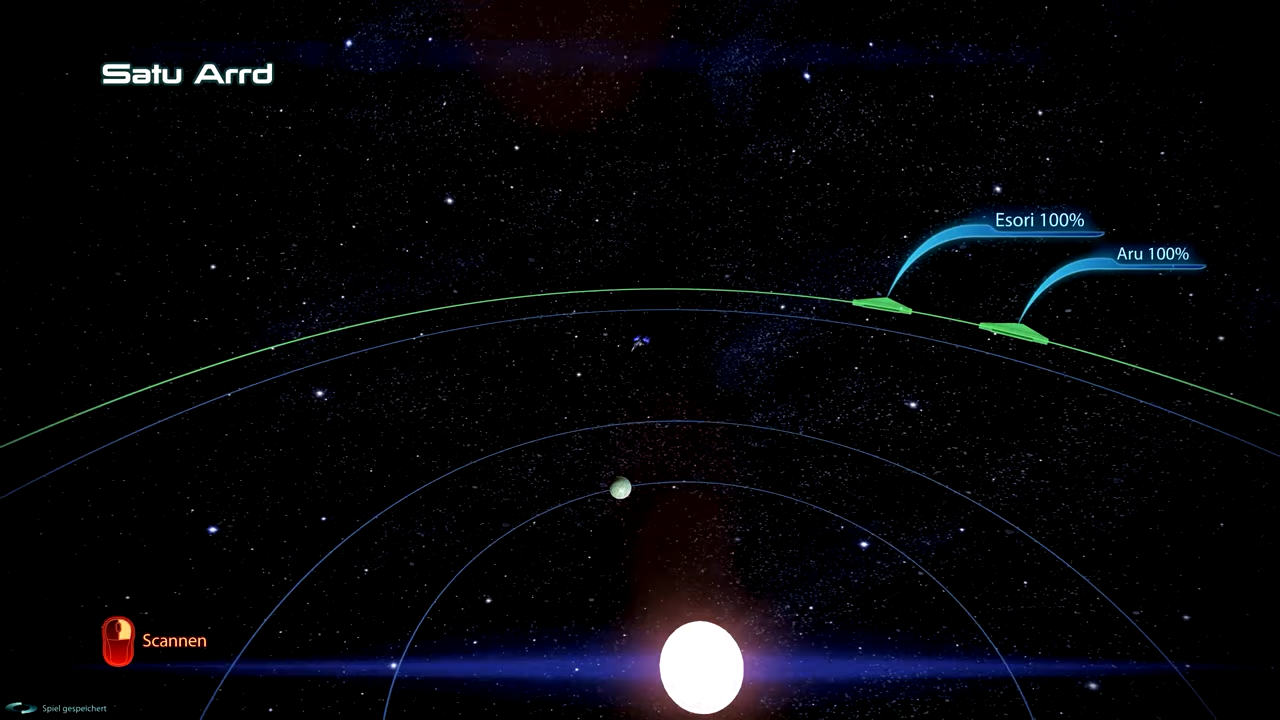 Satu Arrd
Esori 100%
Aru 100%
Scannen
Spiel gespeichert